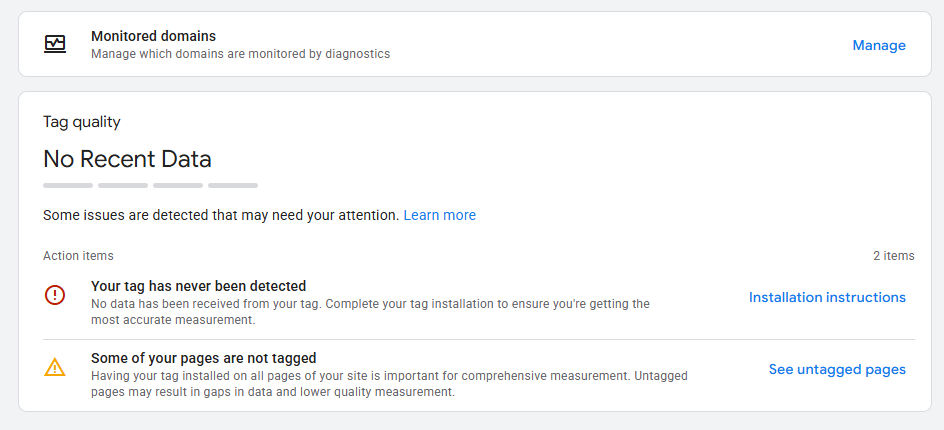 Monitored domains
Manage which domains are monitored by diagnostics
Manage
Tag quality
No Recent Data
Some issues are detected that may need your attention. Learn more
Action items
2 items
Your tag has never been detected
No data has been received from your tag. Complete your tag installation to ensure you're getting the
most accurate measurement.
Installation instructions
Some of your pages are not tagged
Having your tag installed on all pages of your site is important for comprehensive measurement. Untagged
pages may result in gaps in data and lower quality measurement.
See untagged pages